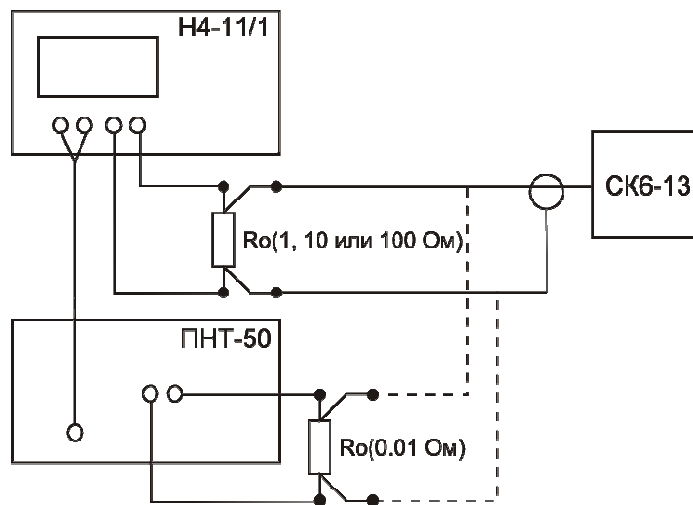 Н4-11/1
СК6-13
Ro(1, 10 или 100 Ом)
ПНТ-50
Ro(0.01 Ом)